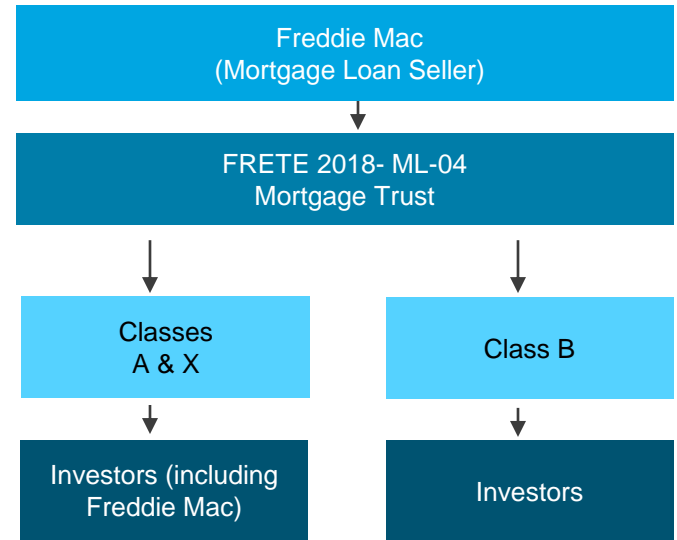 Freddie Mac
(Mortgage Loan Seller)
FRETE 2018- ML-04
Mortgage Trust
Classes
A & X
Class B
Investors (including
Freddie Mac)
Investors